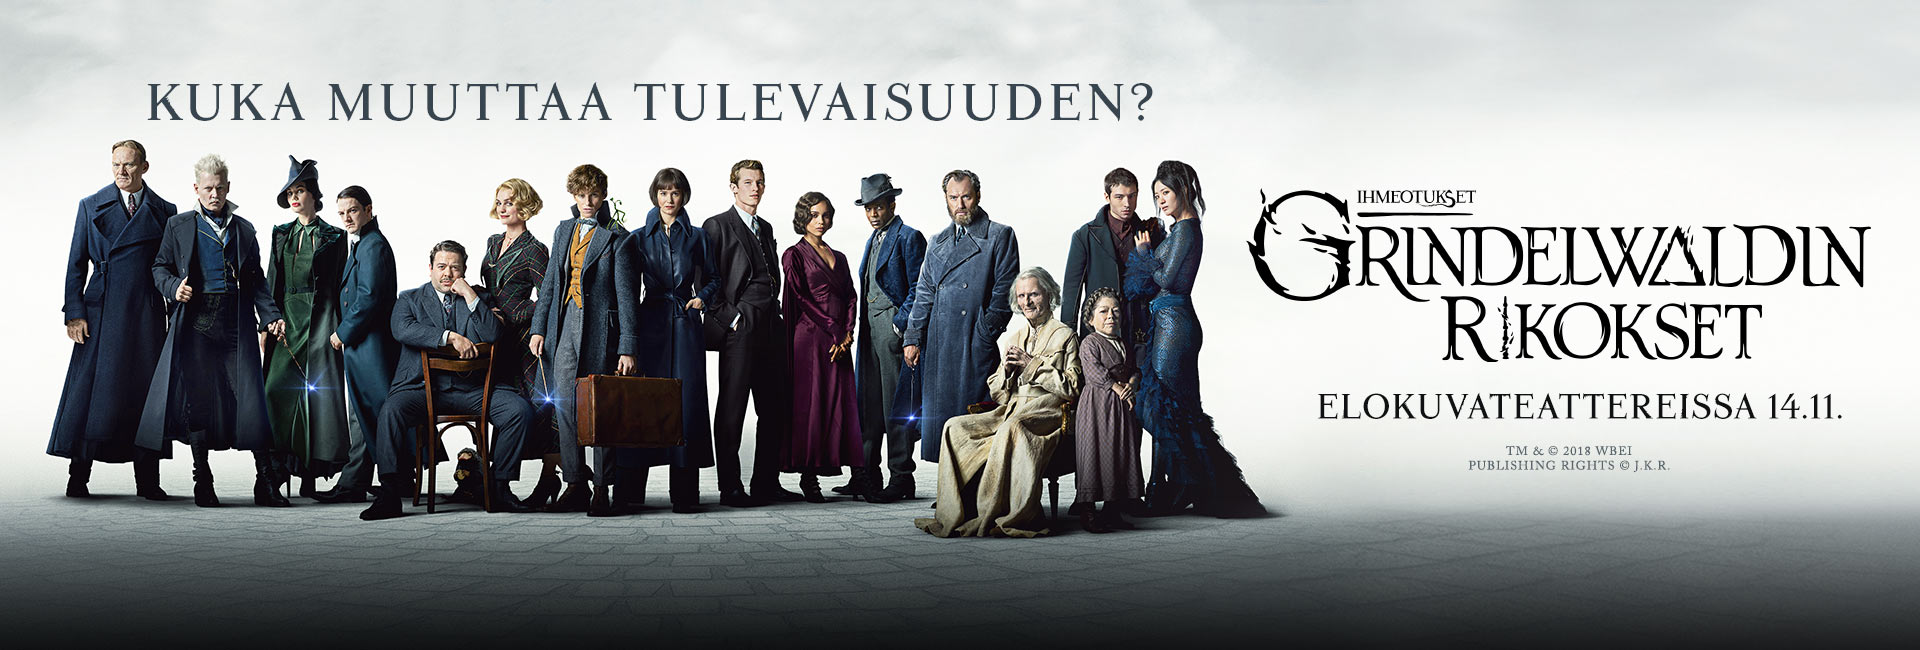 KUKA MUUTTAA TULEVAISUUDEN?
IHMEOTUKSET
GRINDELWALDIN
RIKOKSET
ELOKUVATEATTEREISSA 14.11.
TM & © 2018 WBEI
PUBLISHING RIGHTS © J.K.R.